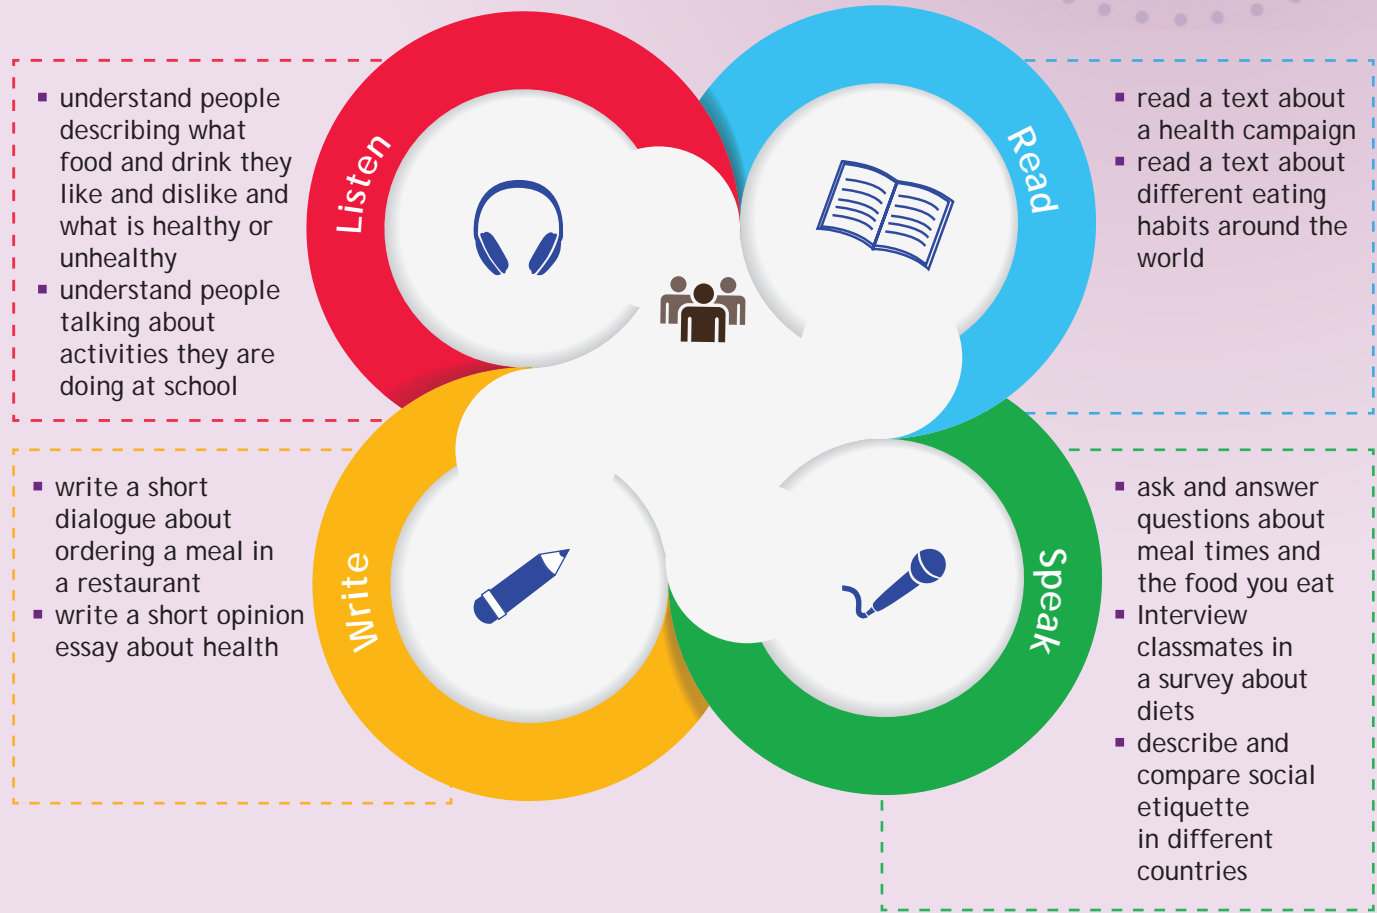 Listen
▪ understand people
describing what
food and drink they
like and dislike and
what is healthy or
unhealthy
▪ understand people
talking about
activities they are
doing at school
Read
▪ read a text about
a health campaign
▪ read a text about
different eating
habits around the
world
Write
▪ write a short
dialogue about
ordering a meal in
a restaurant
▪ write a short opinion
essay about health
Speak
▪ ask and answer
questions about
meal times and
the food you eat
▪ Interview
classmates in
a survey about
diets
▪ describe and
compare social
etiquette
in different
countries